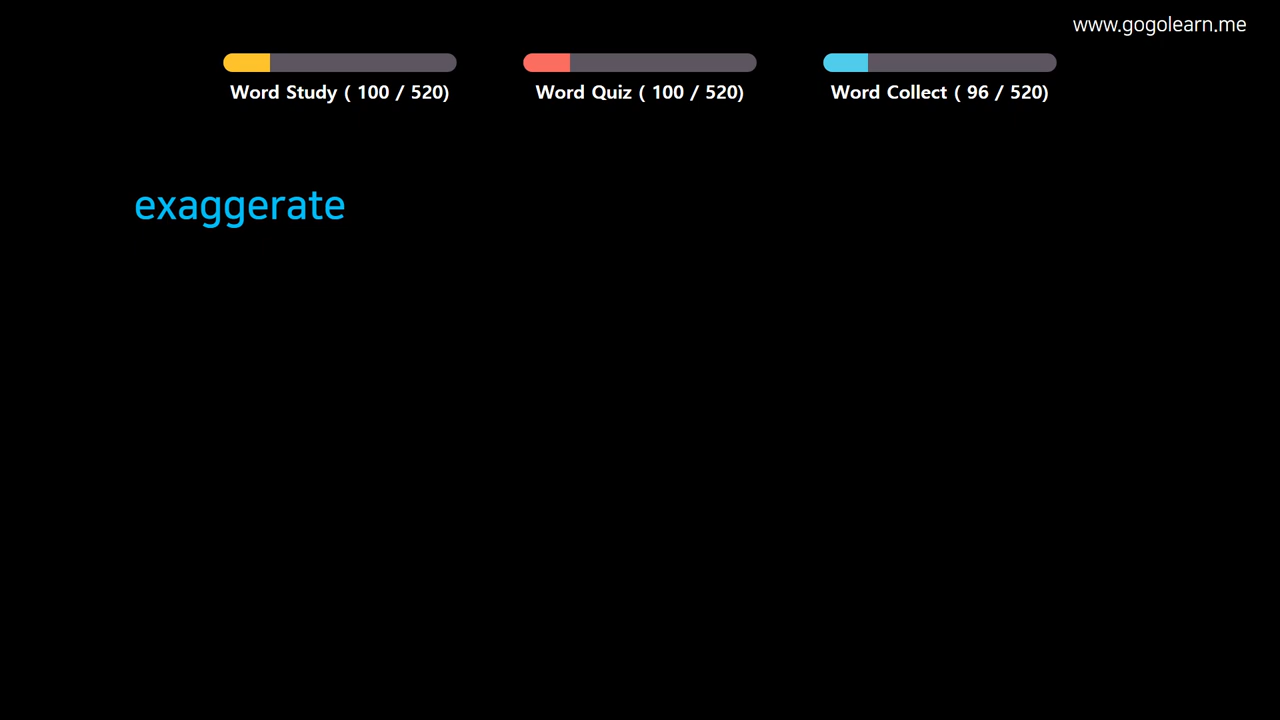 www.gogolearn.me
Word Study ( 100 / 520)
Word Quiz ( 100 / 520)
Word Collect ( 96 / 520)
exaggerate